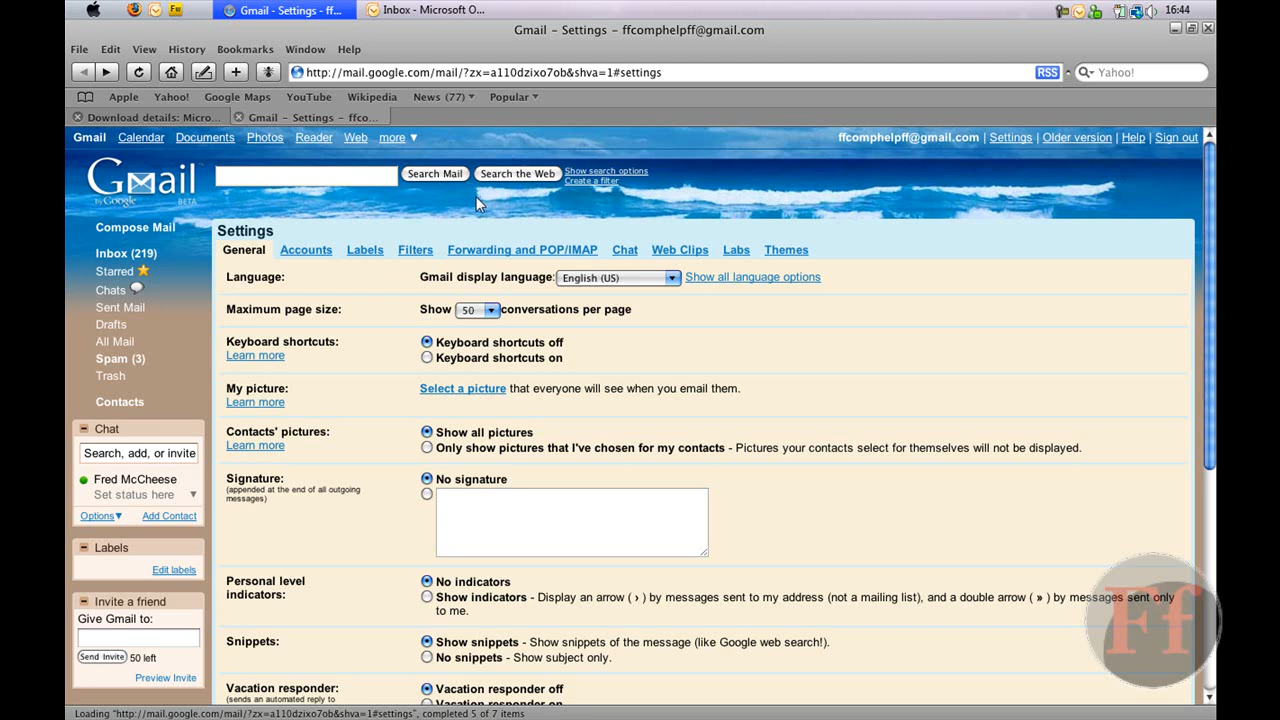 Fw
Gmail - Settings - ff...
Inbox - Microsoft O...
16:44
Gmail - Settings - ffcomphelpff@gmail.com
File Edit View History Bookmarks Window Help
http://mail.google.com/mail/?zx=a110dzixo7ob&shva=1#settings
RSS
Yahoo!
Apple Yahoo! Google Maps YouTube Wikipedia News (77) Popular
Download details: Micro...
Gmail - Settings - ffco...
Gmail Calendar Documents Photos Reader Web more
ffcomphelpff@gmail.com | Settings | Older version | Help | Sign out
Gmail
by Google
BETA
Search Mail
Search the Web
Show search options
Create a filter
Compose Mail
Inbox (219)
Starred
Chats
Sent Mail
Drafts
All Mail
Spam (3)
Trash
Contacts
Chat
Search, add, or invite
Fred McCheese
Set status here
Options
Add Contact
Labels
Edit labels
Invite a friend
Give Gmail to:
Send Invite 50 left
Preview Invite
Settings
General Accounts Labels Filters Forwarding and POP/IMAP Chat Web Clips Labs Themes
Language: Gmail display language: English (US) Show all language options
Maximum page size: Show 50 conversations per page
Keyboard shortcuts:
Learn more
Keyboard shortcuts off
Keyboard shortcuts on
My picture:
Learn more
Select a picture that everyone will see when you email them.
Contacts' pictures:
Learn more
Show all pictures
Only show pictures that I've chosen for my contacts - Pictures your contacts select for themselves will not be displayed.
Signature:
(appended at the end of all outgoing
messages)
No signature
Personal level
indicators:
No indicators
Show indicators - Display an arrow ( › ) by messages sent to my address (not a mailing list), and a double arrow ( » ) by messages sent only
to me.
Snippets:
Show snippets - Show snippets of the message (like Google web search!).
No snippets - Show subject only.
Vacation responder:
(sends an automated reply to
Vacation responder off
Vacation responder on
Ff
Loading "http://mail.google.com/mail/?zx=a110dzixo7ob&shva=1#settings", completed 5 of 7 items